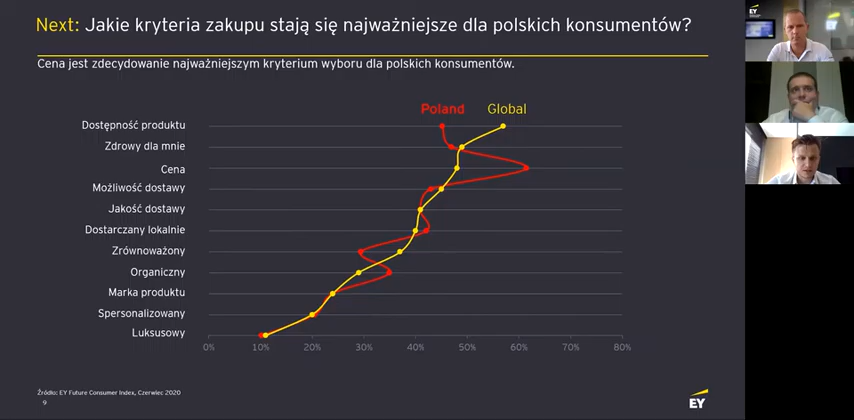 Next: Jakie kryteria zakupu stają się najważniejsze dla polskich konsumentów?
Cena jest zdecydowanie najważniejszym kryterium wyboru dla polskich konsumentów.
Poland Global
Dostępność produktu
Zdrowy dla mnie
Cena
Możliwość dostawy
Jakość dostawy
Dostarczany lokalnie
Zrównoważony
Organiczny
Marka produktu
Spersonalizowany
Luksusowy
0% 10% 20% 30% 40% 50% 60% 70% 80%
Źródło: EY Future Consumer Index, Czerwiec 2020
9
EY
EY